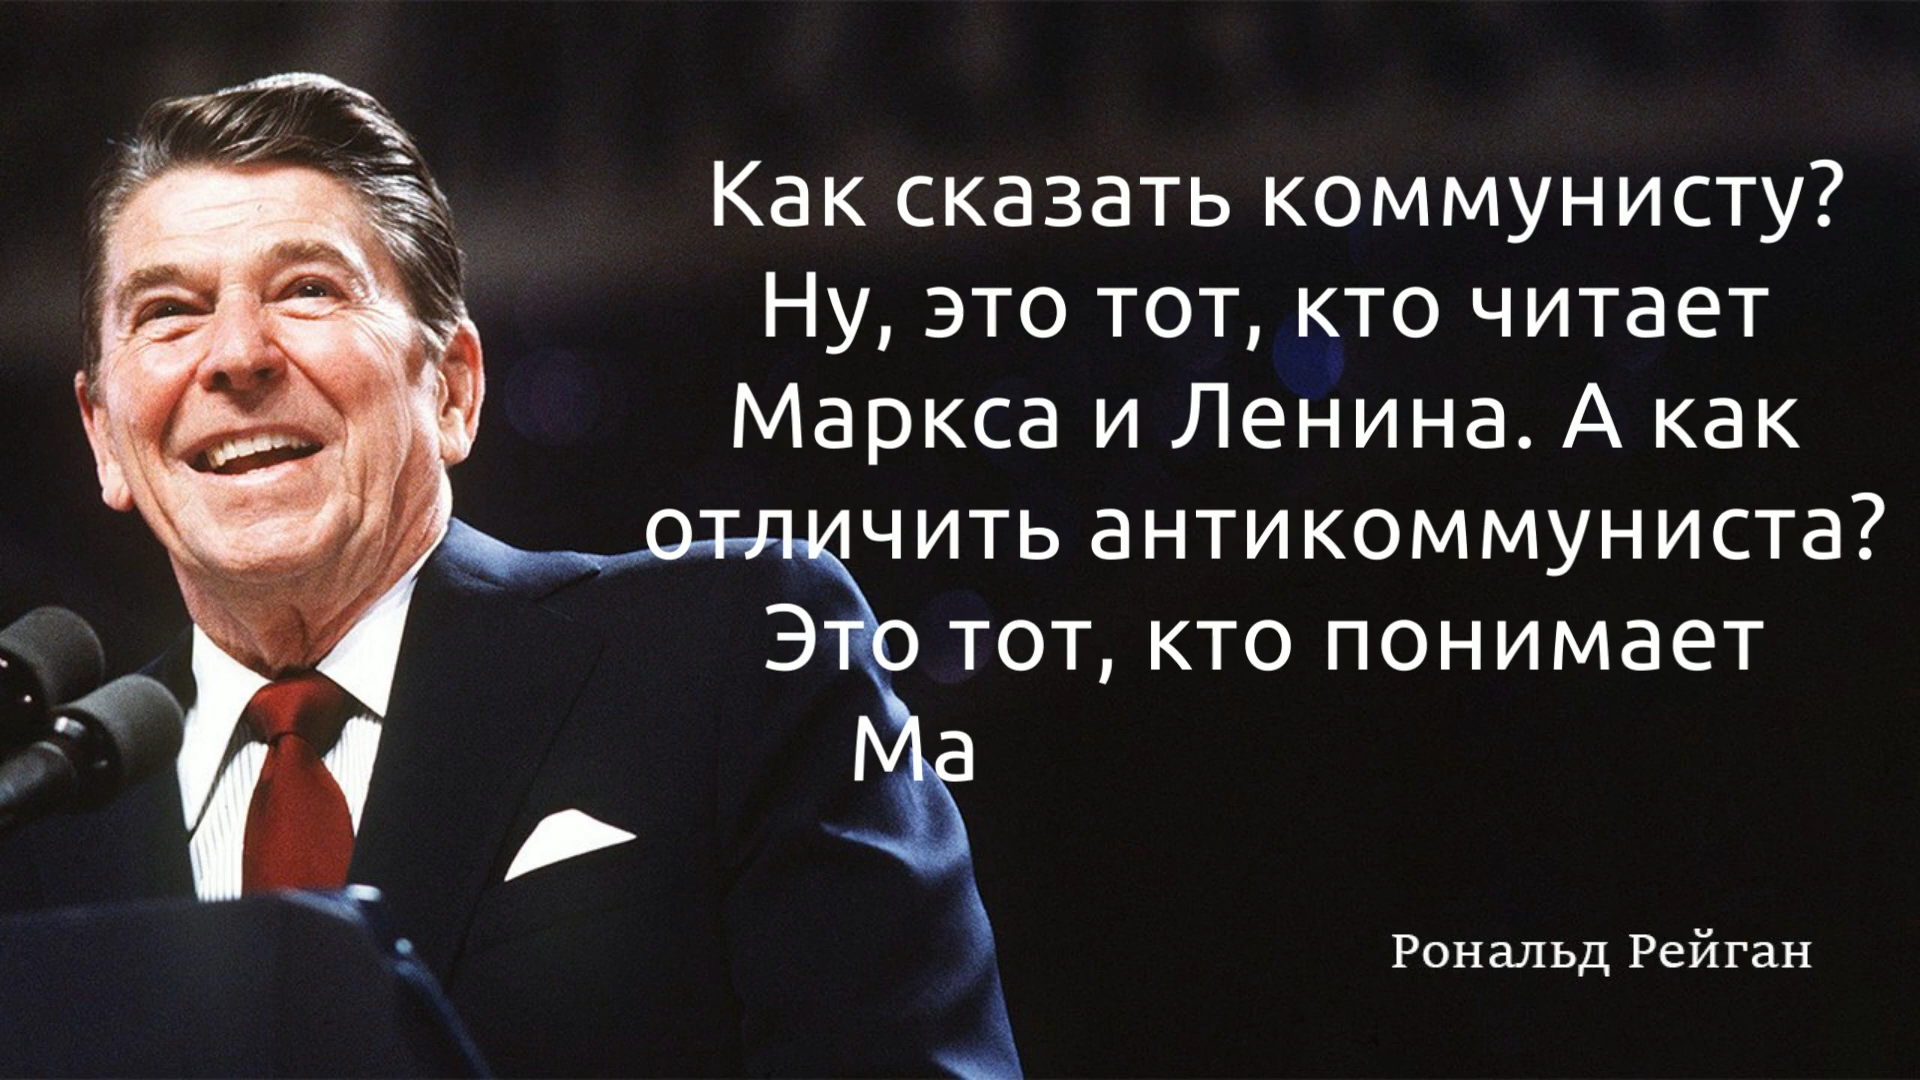 Как сказать коммунисту?
Ну, это тот, кто читает
Маркса и Ленина. А как
отличить антикоммуниста?
Это тот, кто понимает
Ма
Рональд Рейган